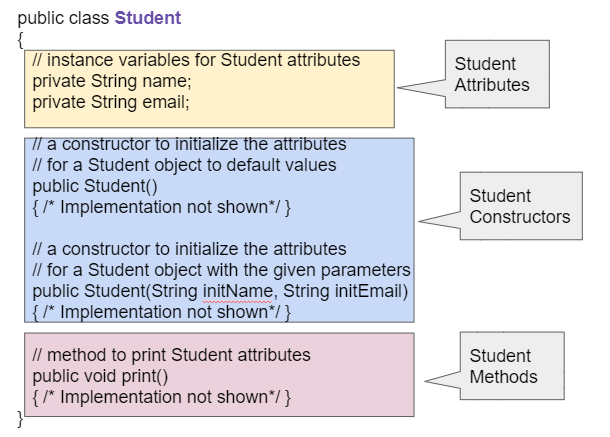 public class Student
{
// instance variables for Student attributes
private String name;
private String email;
Student
Attributes
// a constructor to initialize the attributes
// for a Student object to default values
public Student()
{ /* Implementation not shown*/ }
// a constructor to initialize the attributes
// for a Student object with the given parameters
public Student(String initName, String initEmail)
{ /* Implementation not shown*/ }
Student
Constructors
// method to print Student attributes
public void print()
{ /* Implementation not shown*/ }
Student
Methods
}